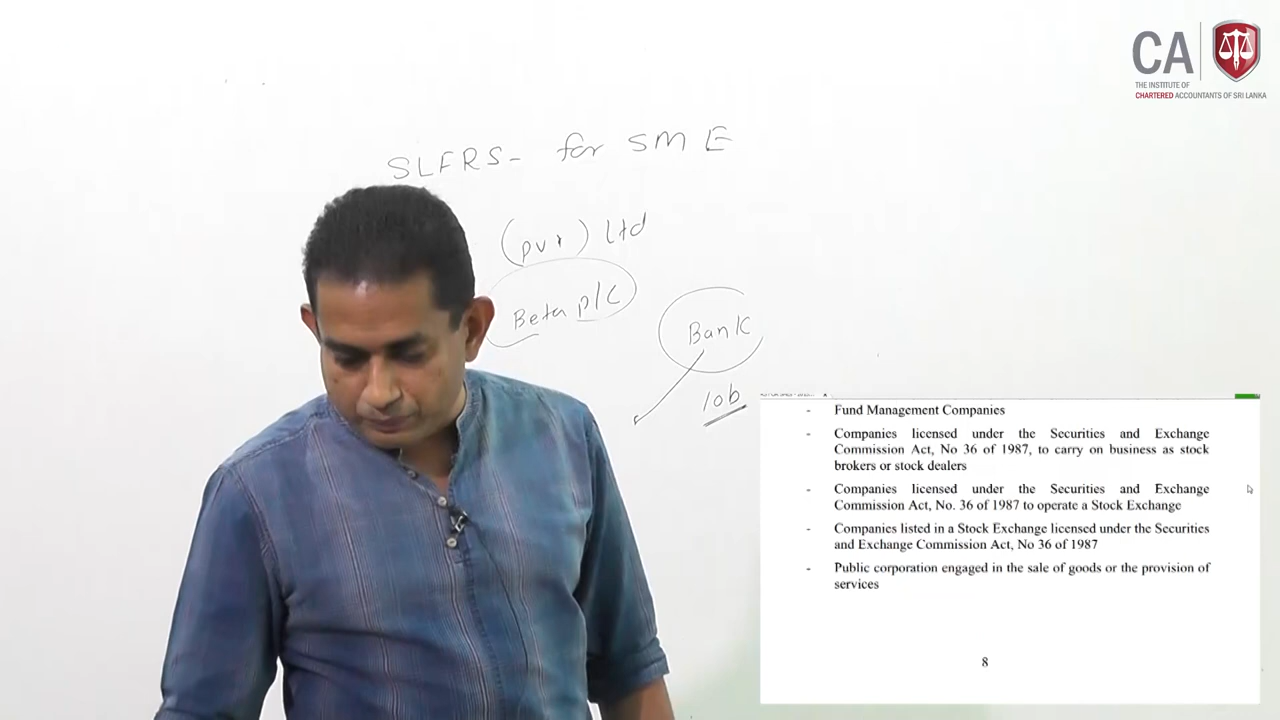 CA
THE INSTITUTE OF
CHARTERED ACCOUNTANTS OF SRI LANKA
SLFRS- for SME
(pvt) Ltd
Beta plc
Bank
10b
- Fund Management Companies
- Companies licensed under the Securities and Exchange
Commission Act, No 36 of 1987, to carry on business as stock
brokers or stock dealers
- Companies licensed under the Securities and Exchange
Commission Act, No. 36 of 1987 to operate a Stock Exchange
- Companies listed in a Stock Exchange licensed under the Securities
and Exchange Commission Act, No 36 of 1987
- Public corporation engaged in the sale of goods or the provision of
services
8